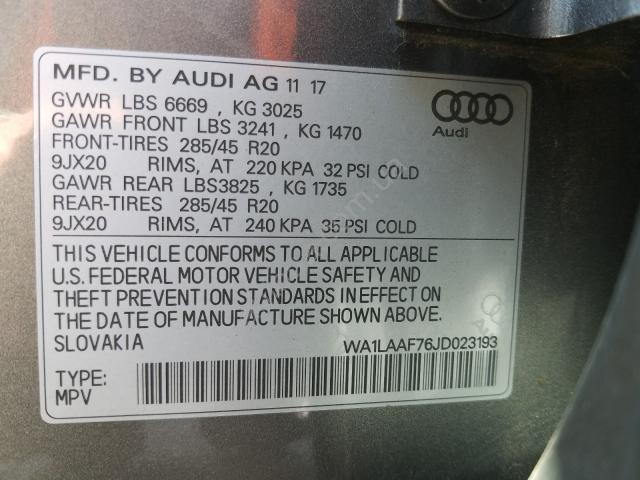 MFD. BY AUDI AG 11 17
GVWR LBS 6669 , KG 3025
GAWR FRONT LBS 3241 , KG 1470
FRONT-TIRES 285/45 R20
9JX20 RIMS, AT 220 KPA 32 PSI COLD
GAWR REAR LBS3825 , KG 1735
REAR-TIRES 285/45 R20
9JX20 RIMS, AT 240 KPA 35 PSI COLD
Audi
THIS VEHICLE CONFORMS TO ALL APPLICABLE
U.S. FEDERAL MOTOR VEHICLE SAFETY AND
THEFT PREVENTION STANDARDS IN EFFECT ON
THE DATE OF MANUFACTURE SHOWN ABOVE.
SLOVAKIA WA1LAAF76JD023193
TYPE:
MPV